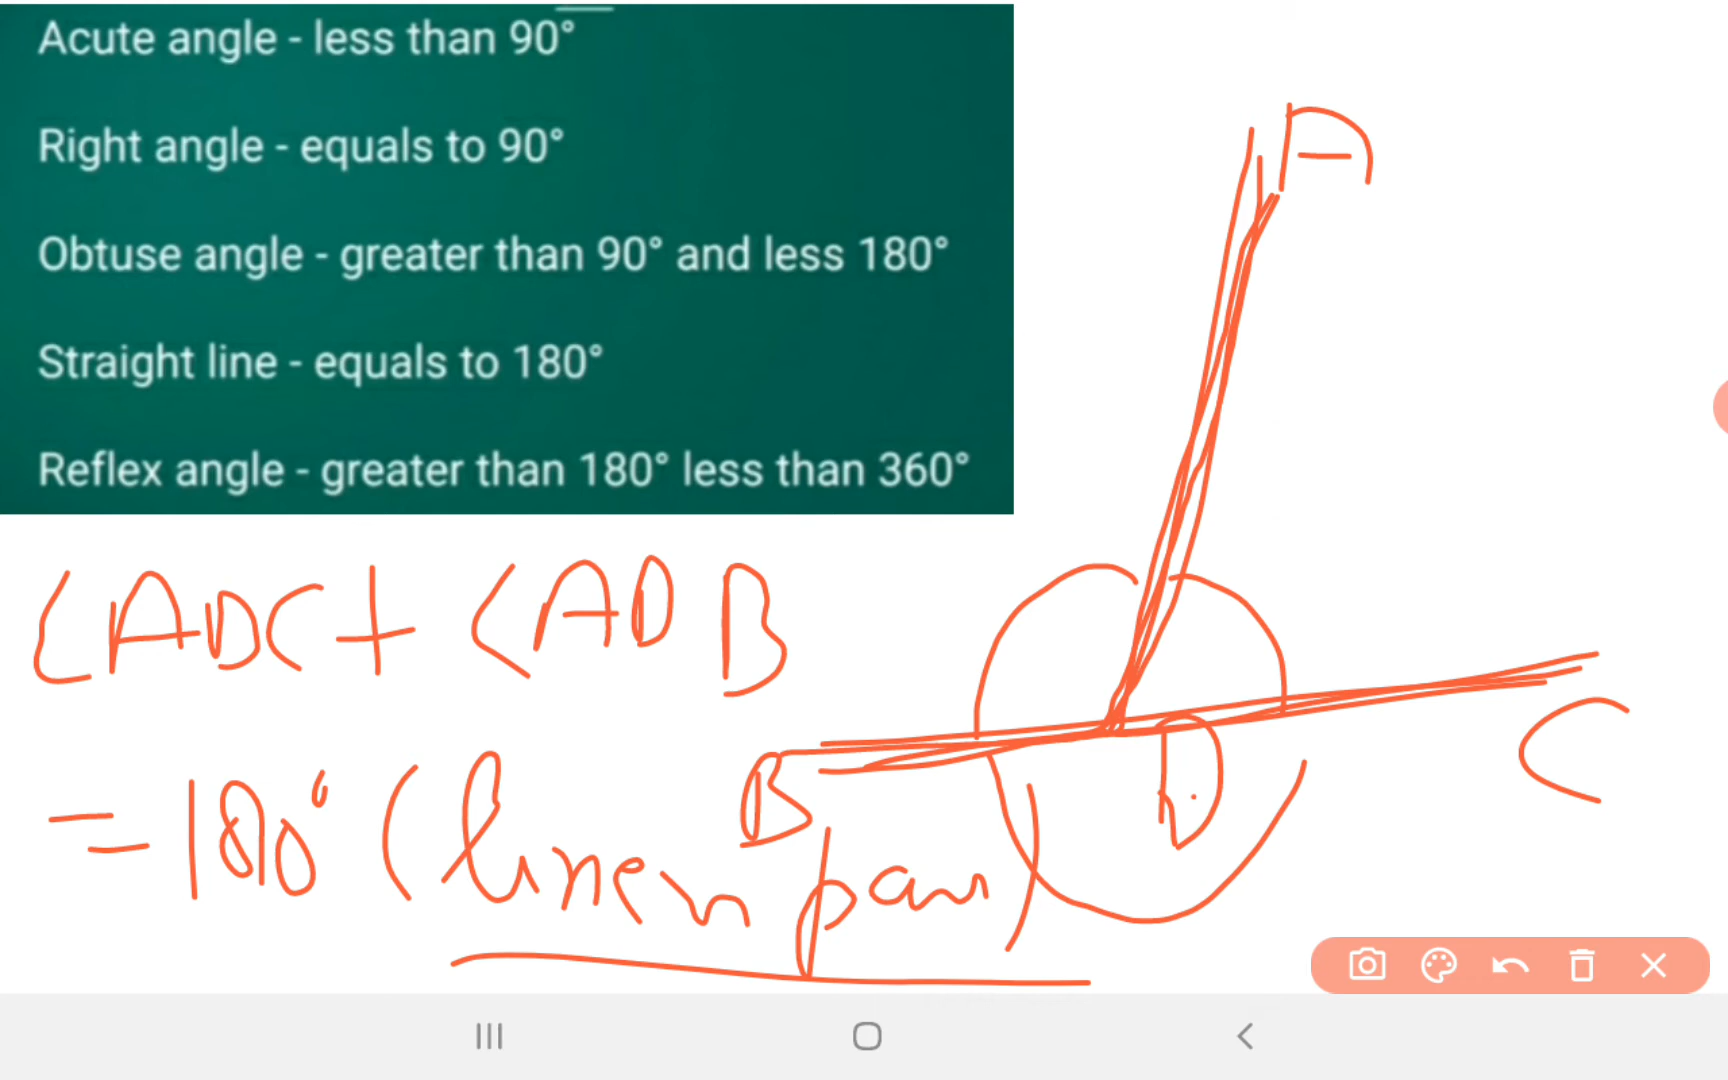 Acute angle - less than 90°
Right angle - equals to 90°
Obtuse angle - greater than 90° and less 180°
Straight line - equals to 180°
Reflex angle - greater than 180° less than 360°
A
∠ADC + ∠ADB
B
D
C
= 180° (linear pair)